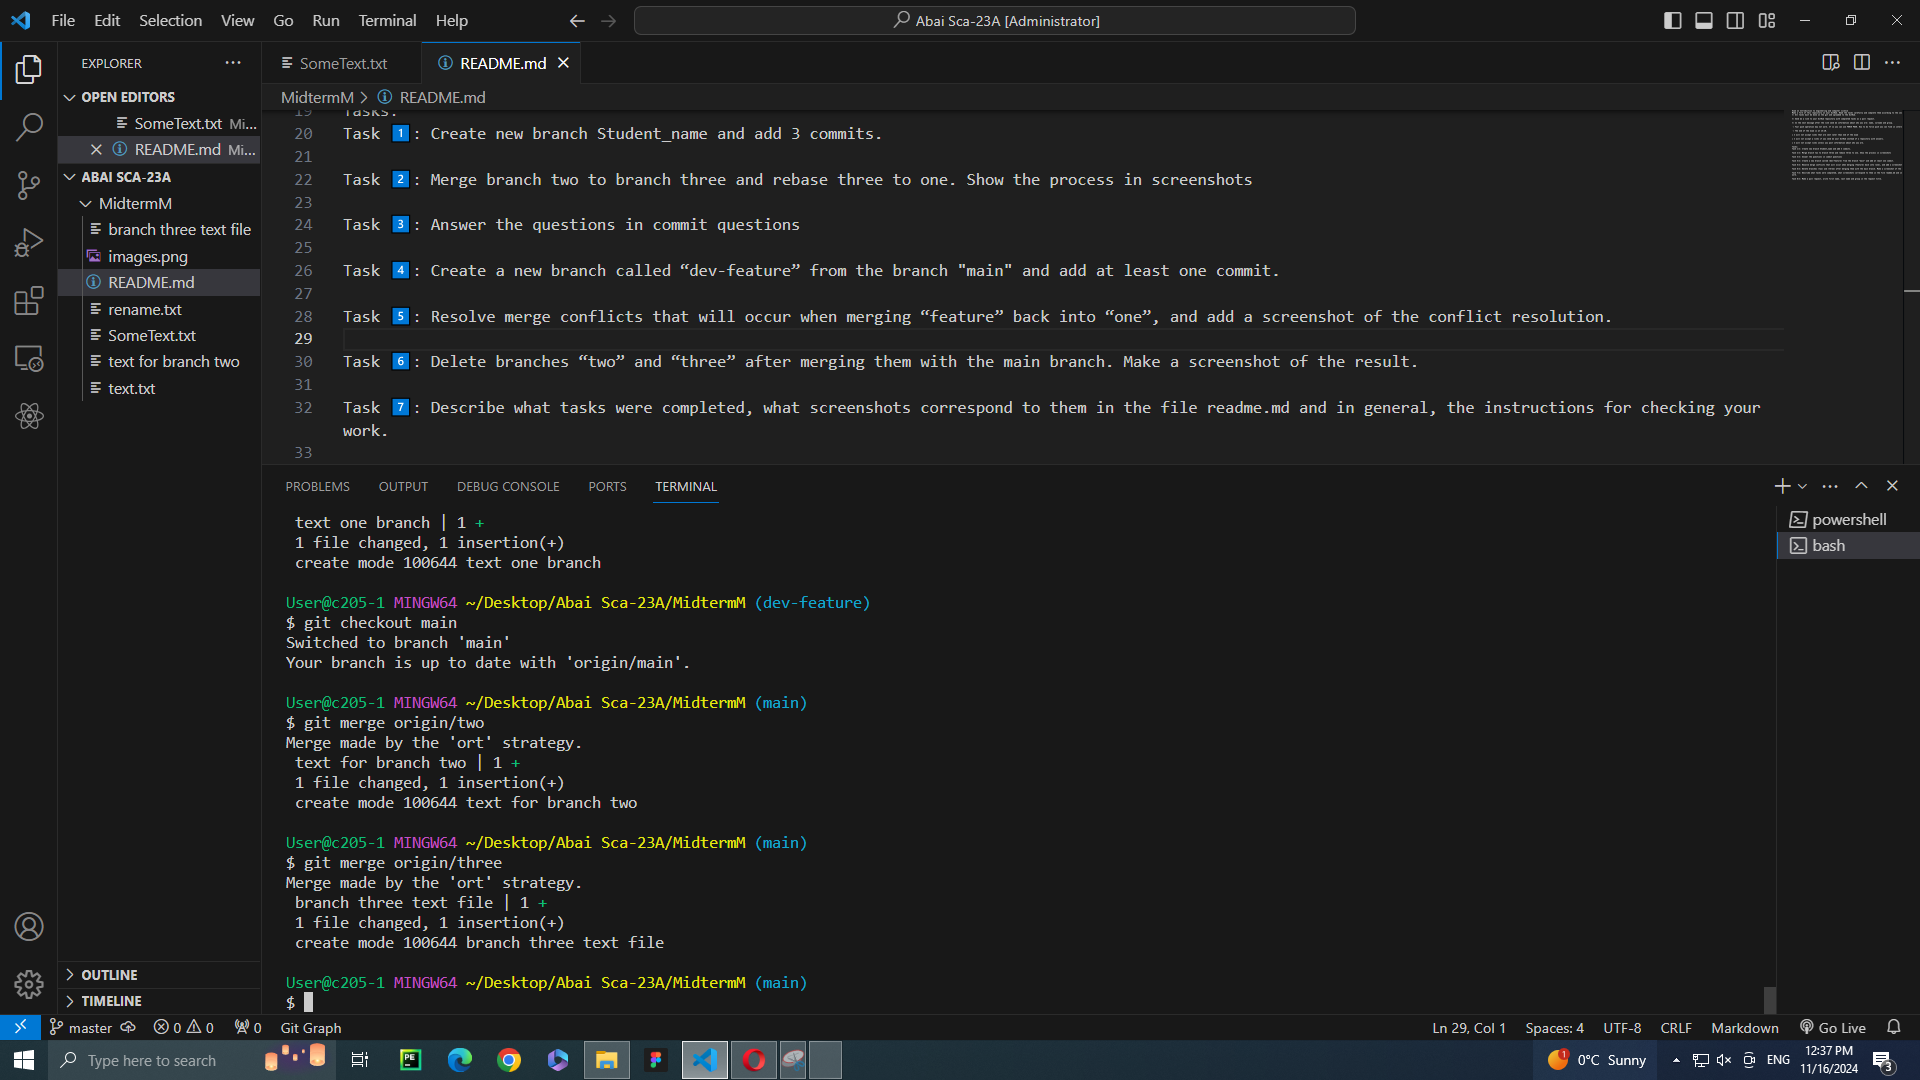 File Edit Selection View Go Run Terminal Help
Abai Sca-23A [Administrator]
EXPLORER
OPEN EDITORS
SomeText.txt Mi...
README.md Mi...
ABAI SCA-23A
MidtermM
branch three text file
images.png
README.md
rename.txt
SomeText.txt
text for branch two
text.txt
OUTLINE
TIMELINE
SomeText.txt
README.md
MidtermM > README.md
19 Tasks:
20 Task 1: Create new branch Student_name and add 3 commits.
21
22 Task 2: Merge branch two to branch three and rebase three to one. Show the process in screenshots
23
24 Task 3: Answer the questions in commit questions
25
26 Task 4: Create a new branch called “dev-feature” from the branch "main" and add at least one commit.
27
28 Task 5: Resolve merge conflicts that will occur when merging “feature” back into “one”, and add a screenshot of the conflict resolution.
29
30 Task 6: Delete branches “two” and “three” after merging them with the main branch. Make a screenshot of the result.
31
32 Task 7: Describe what tasks were completed, what screenshots correspond to them in the file readme.md and in general, the instructions for checking your
work.
33
PROBLEMS OUTPUT DEBUG CONSOLE PORTS TERMINAL
powershell
bash
text one branch | 1 +
1 file changed, 1 insertion(+)
create mode 100644 text one branch
User@c205-1 MINGW64 ~/Desktop/Abai Sca-23A/MidtermM (dev-feature)
$ git checkout main
Switched to branch 'main'
Your branch is up to date with 'origin/main'.
User@c205-1 MINGW64 ~/Desktop/Abai Sca-23A/MidtermM (main)
$ git merge origin/two
Merge made by the 'ort' strategy.
text for branch two | 1 +
1 file changed, 1 insertion(+)
create mode 100644 text for branch two
User@c205-1 MINGW64 ~/Desktop/Abai Sca-23A/MidtermM (main)
$ git merge origin/three
Merge made by the 'ort' strategy.
branch three text file | 1 +
1 file changed, 1 insertion(+)
create mode 100644 branch three text file
User@c205-1 MINGW64 ~/Desktop/Abai Sca-23A/MidtermM (main)
$
master 0 0 0 Git Graph
Ln 29, Col 1 Spaces: 4 UTF-8 CRLF Markdown Go Live
Type here to search
PE
1
0°C Sunny
ENG
12:37 PM
11/16/2024
3